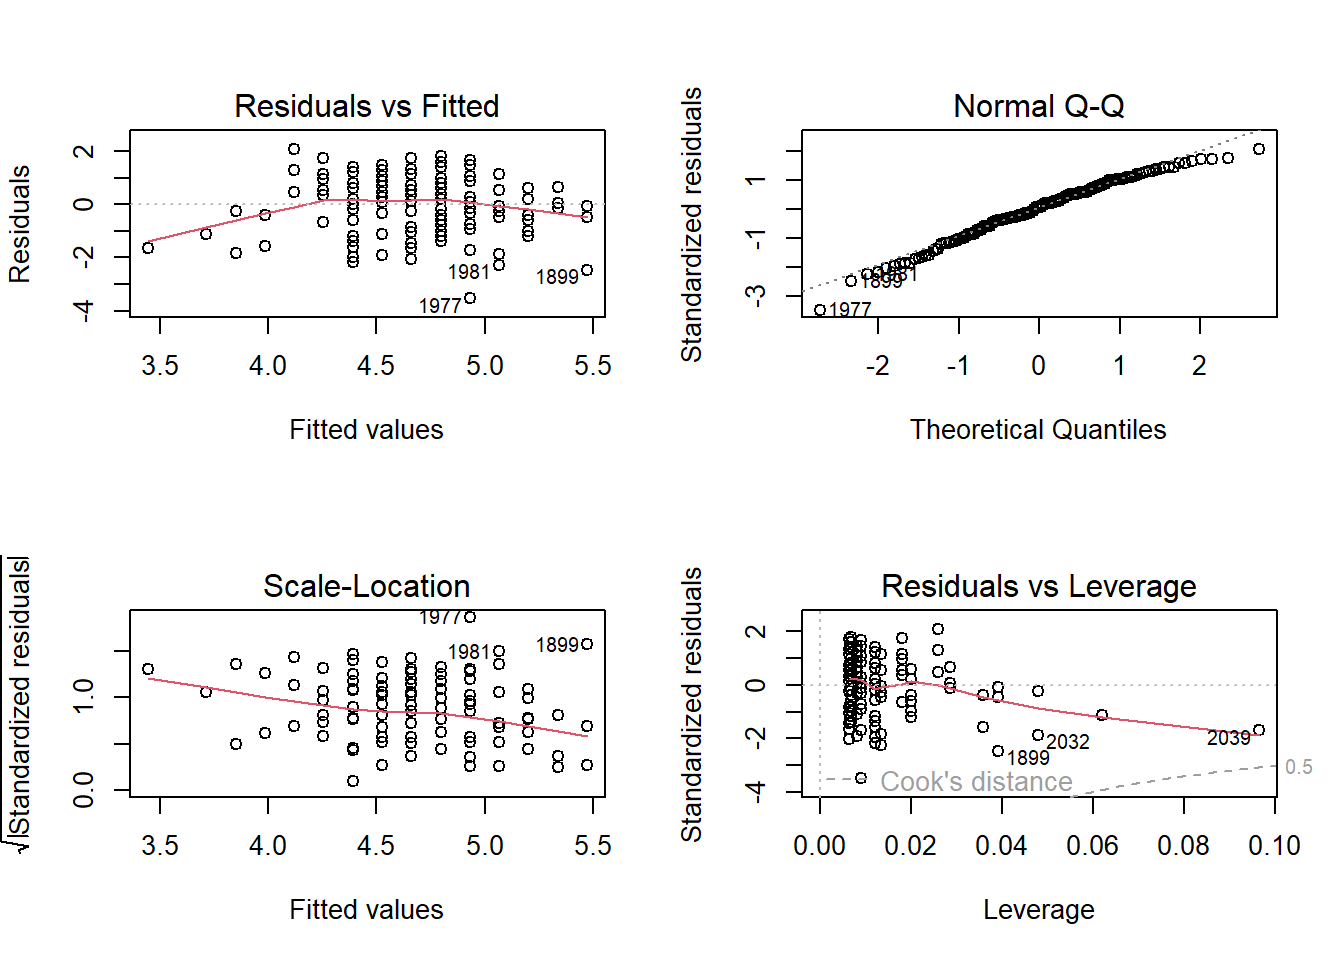 Residuals vs Fitted
Residuals
2
0
-2
-4
1981
1899
1977
3.5 4.0 4.5 5.0 5.5
Fitted values
Normal Q-Q
Standardized residuals
1
-1
-3
1981
1899
1977
-2 -1 0 1 2
Theoretical Quantiles
Scale-Location
√|Standardized residuals|
1.0
0.0
1977
1981
1899
3.5 4.0 4.5 5.0 5.5
Fitted values
Residuals vs Leverage
Standardized residuals
2
0
-2
-4
2032
2039
1899
Cook's distance
0.5
0.00 0.02 0.04 0.06 0.08 0.10
Leverage